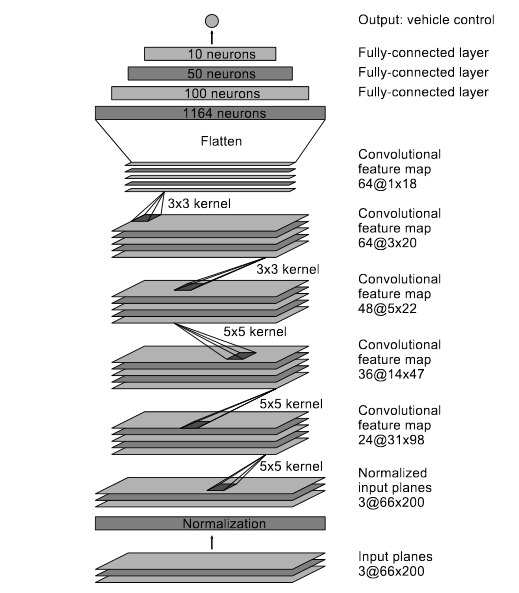 Output: vehicle control
10 neurons
Fully-connected layer
50 neurons
Fully-connected layer
100 neurons
Fully-connected layer
1164 neurons
Flatten
Convolutional
feature map
64@1x18
3x3 kernel
Convolutional
feature map
64@3x20
3x3 kernel
Convolutional
feature map
48@5x22
5x5 kernel
Convolutional
feature map
36@14x47
5x5 kernel
Convolutional
feature map
24@31x98
5x5 kernel
Normalized
input planes
3@66x200
Normalization
Input planes
3@66x200